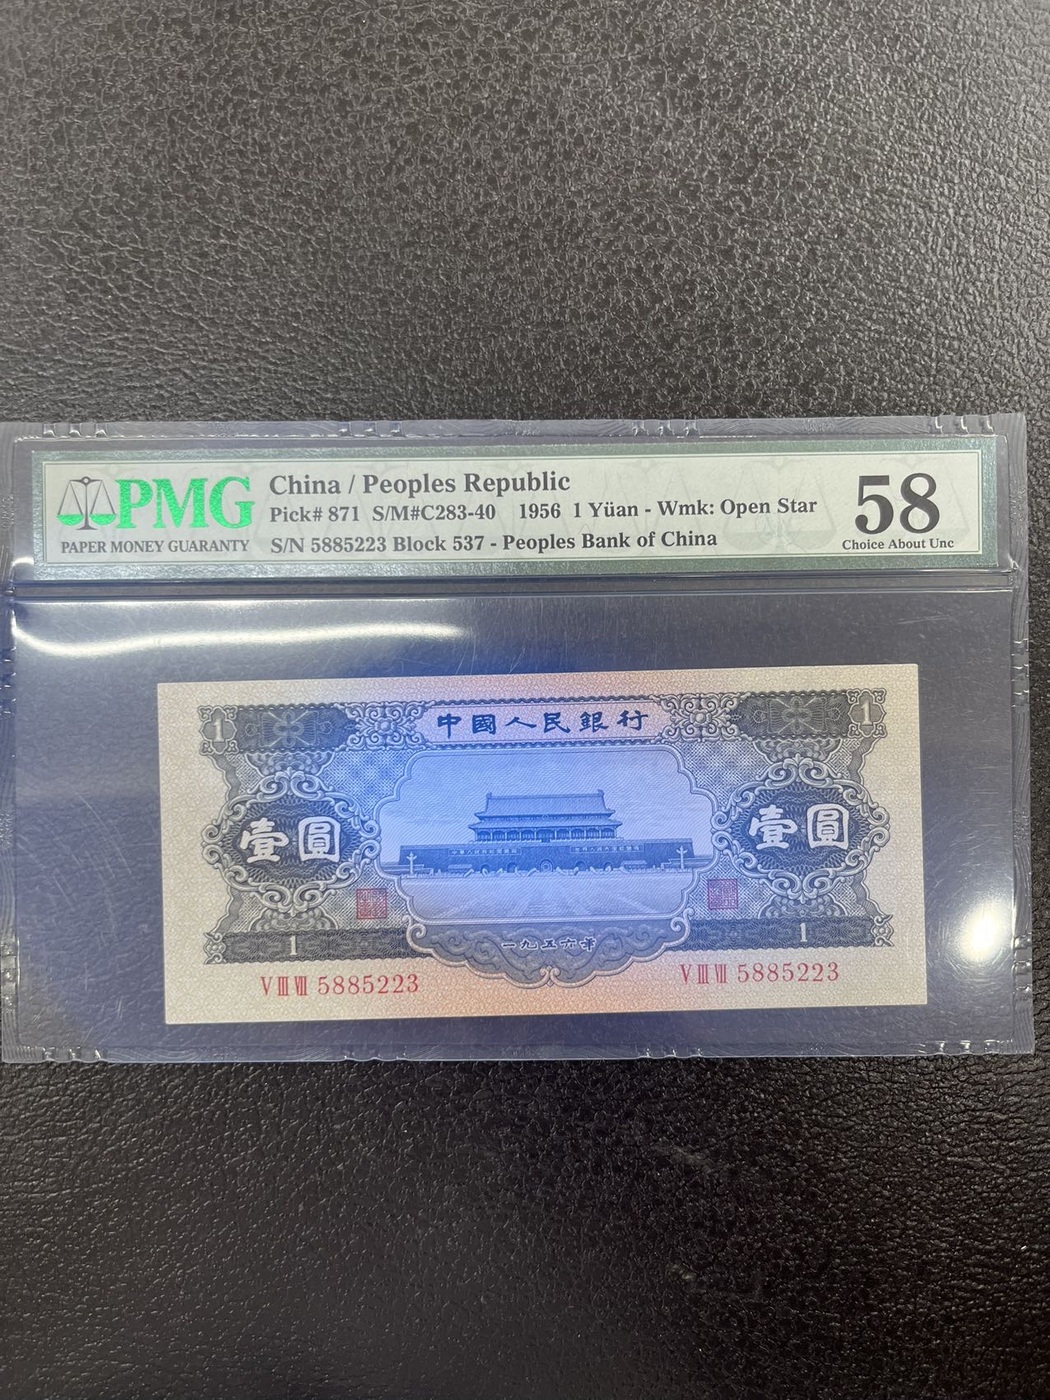 PMG
PAPER MONEY GUARANTY
China / Peoples Republic
Pick# 871 S/M#C283-40 1956 1 Yüan - Wmk: Open Star
S/N 5885223 Block 537 - Peoples Bank of China
58
Choice About Unc
1 中國人民銀行 1
壹圓 壹圓
1 一九五六年 1
V III VII 5885223 V III VII 5885223